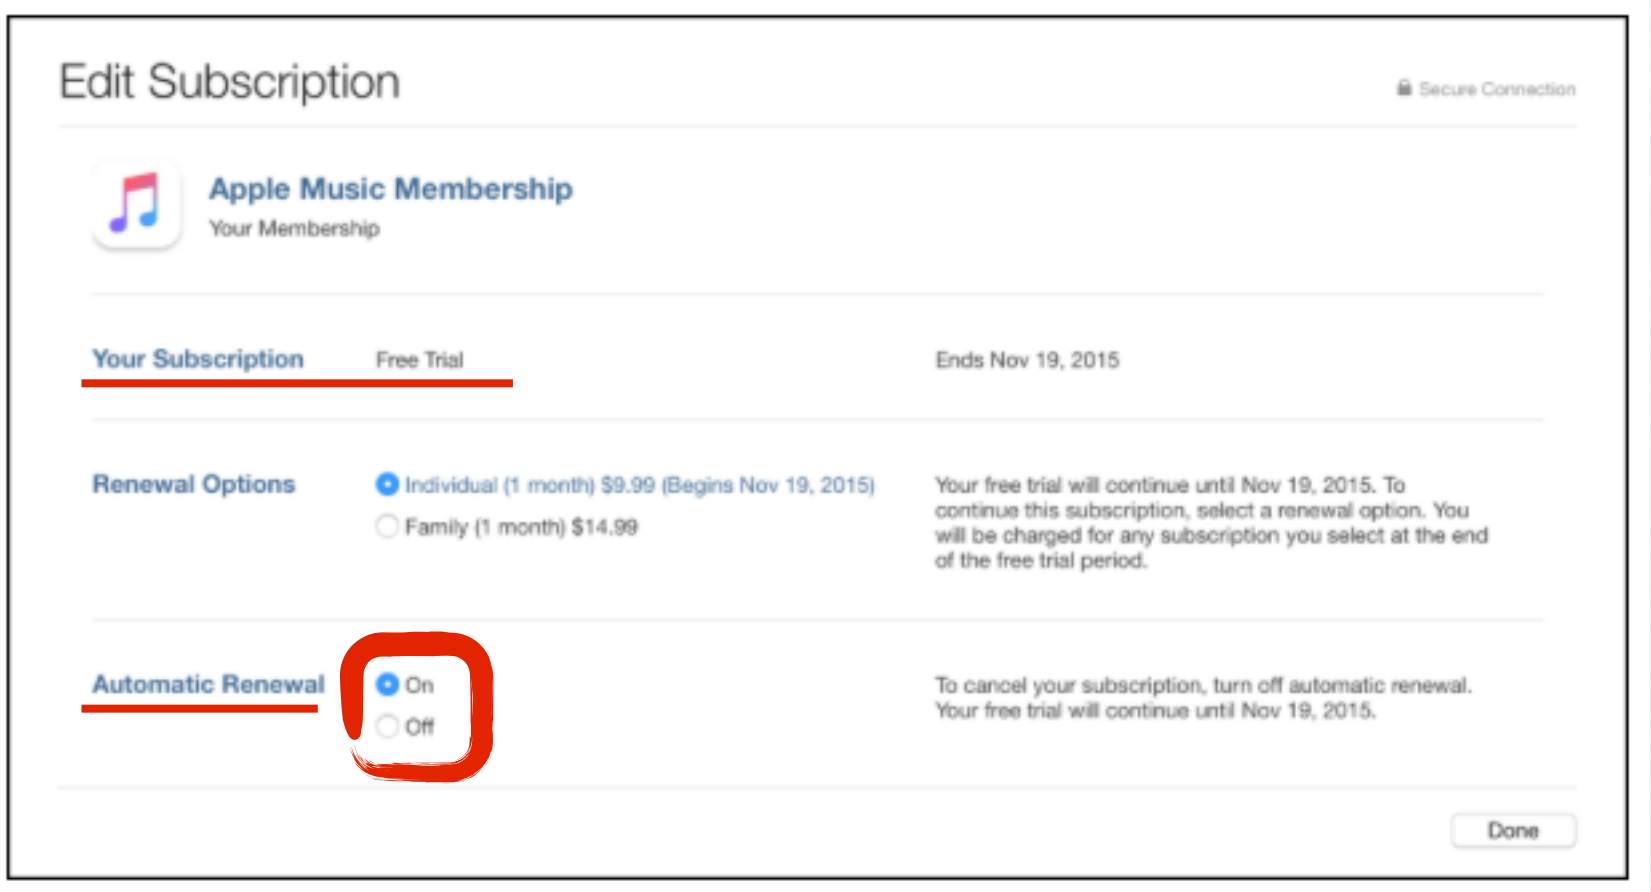 Edit Subscription
Secure Connection
Apple Music Membership
Your Membership
Your Subscription
Free Trial
Ends Nov 19, 2015
Renewal Options
Individual (1 month) $9.99 (Begins Nov 19, 2015)
Family (1 month) $14.99
Your free trial will continue until Nov 19, 2015. To
continue this subscription, select a renewal option. You
will be charged for any subscription you select at the end
of the free trial period.
Automatic Renewal
On
Off
To cancel your subscription, turn off automatic renewal.
Your free trial will continue until Nov 19, 2015.
Done